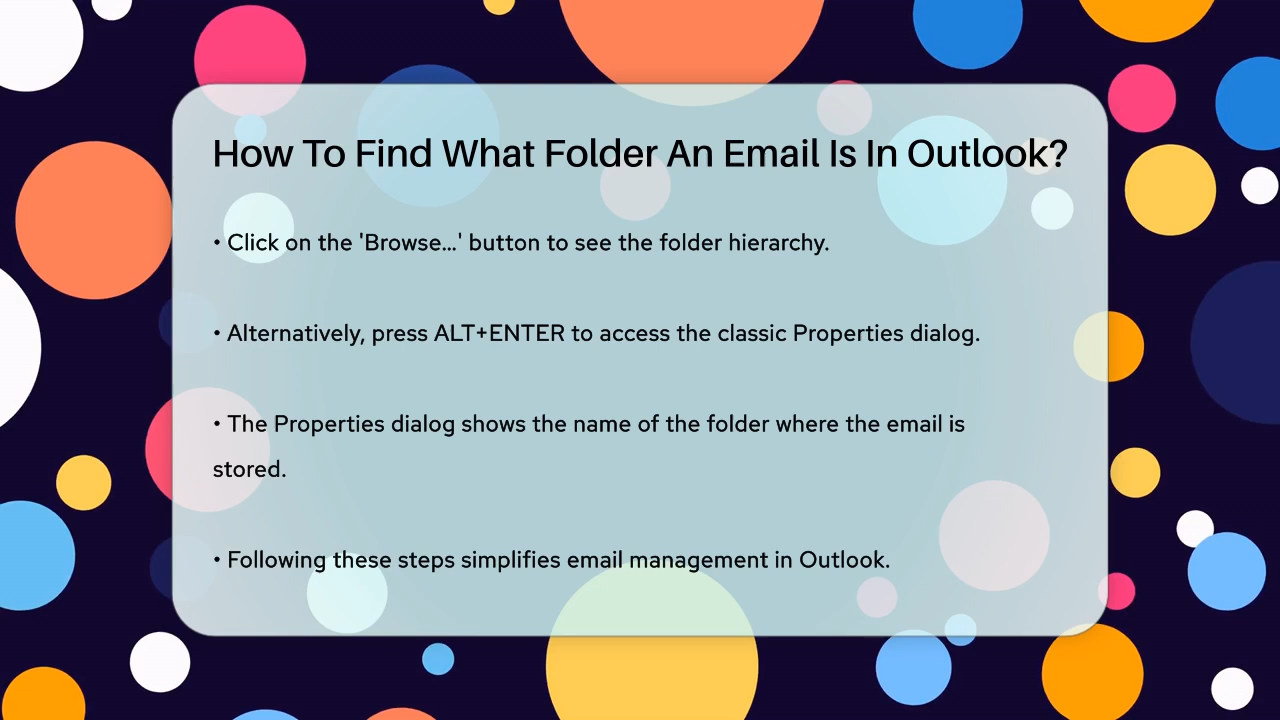 How To Find What Folder An Email Is In Outlook?
• Click on the 'Browse...' button to see the folder hierarchy.
• Alternatively, press ALT+ENTER to access the classic Properties dialog.
• The Properties dialog shows the name of the folder where the email is
stored.
• Following these steps simplifies email management in Outlook.